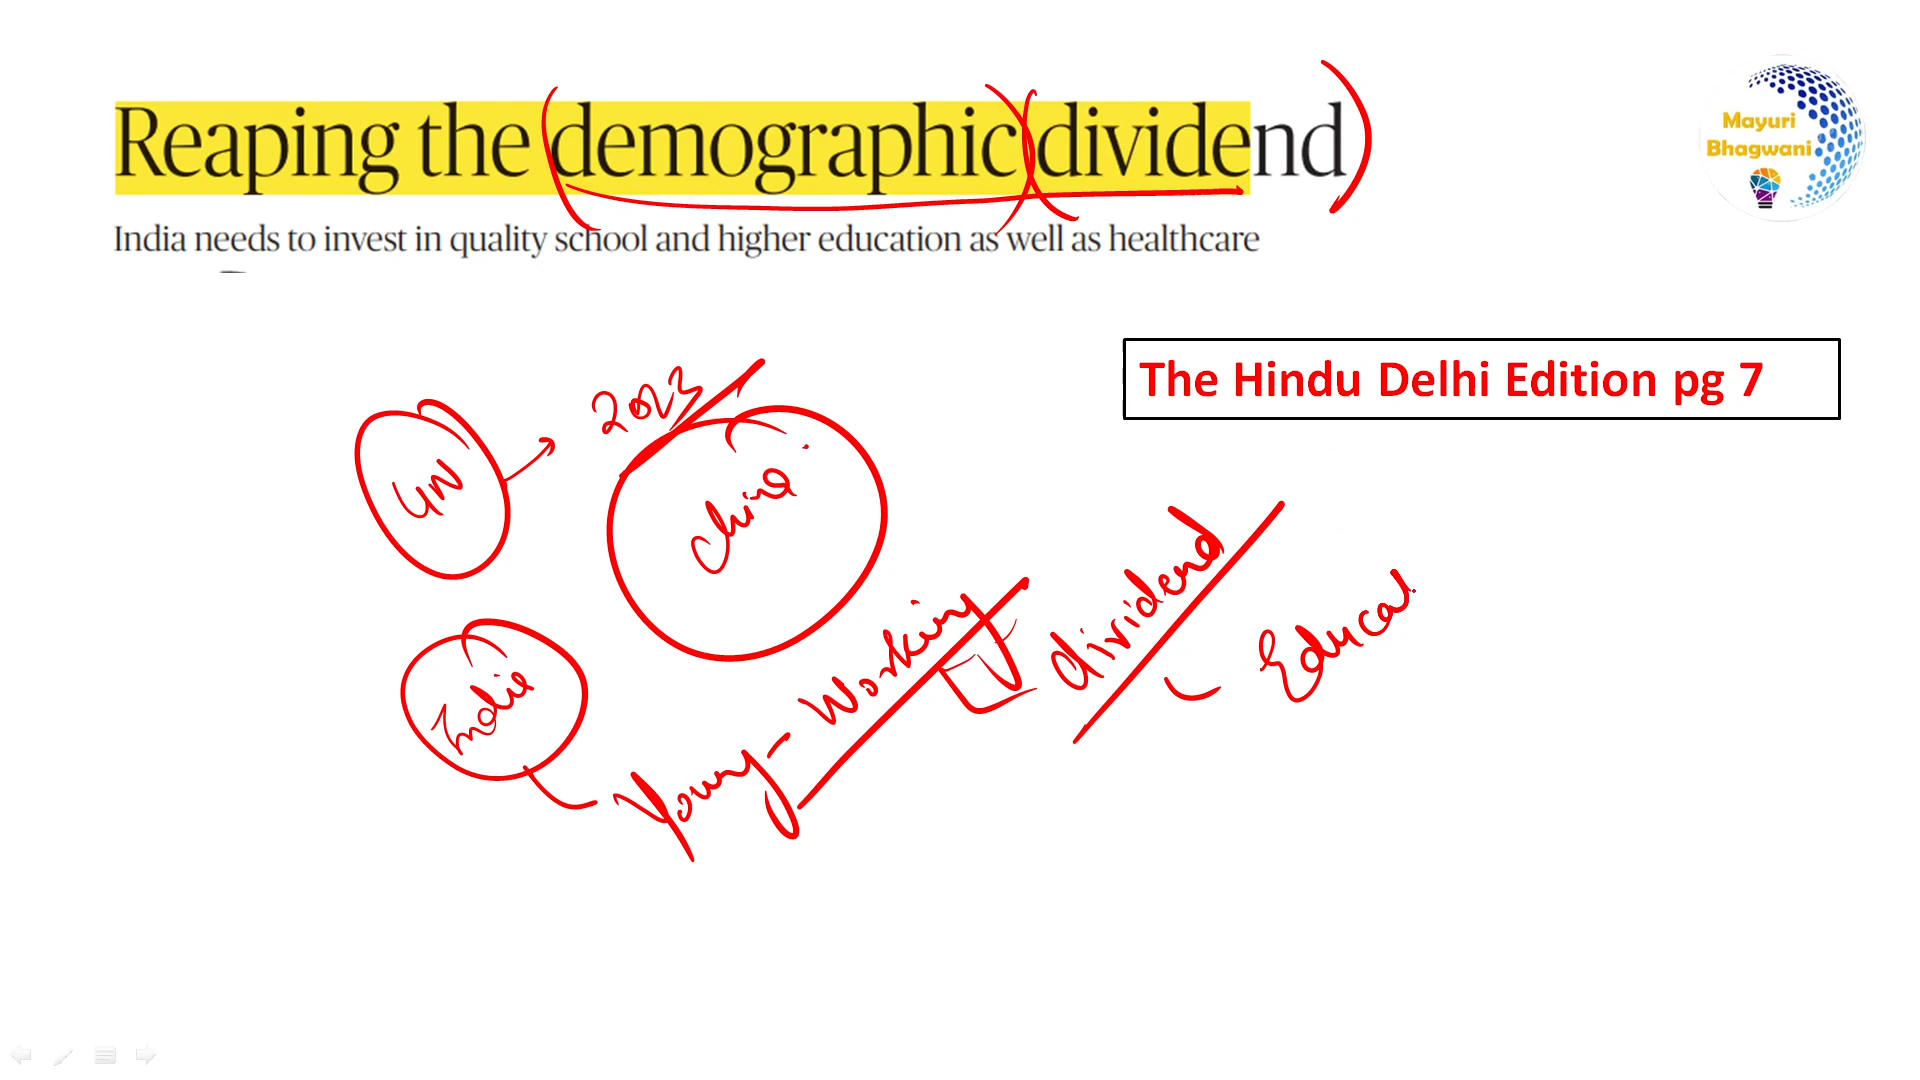 Reaping the demographic dividend
India needs to invest in quality school and higher education as well as healthcare
Mayuri
Bhagwani
The Hindu Delhi Edition pg 7
UN
2023
China
India
Young - Working
dividend
Educat